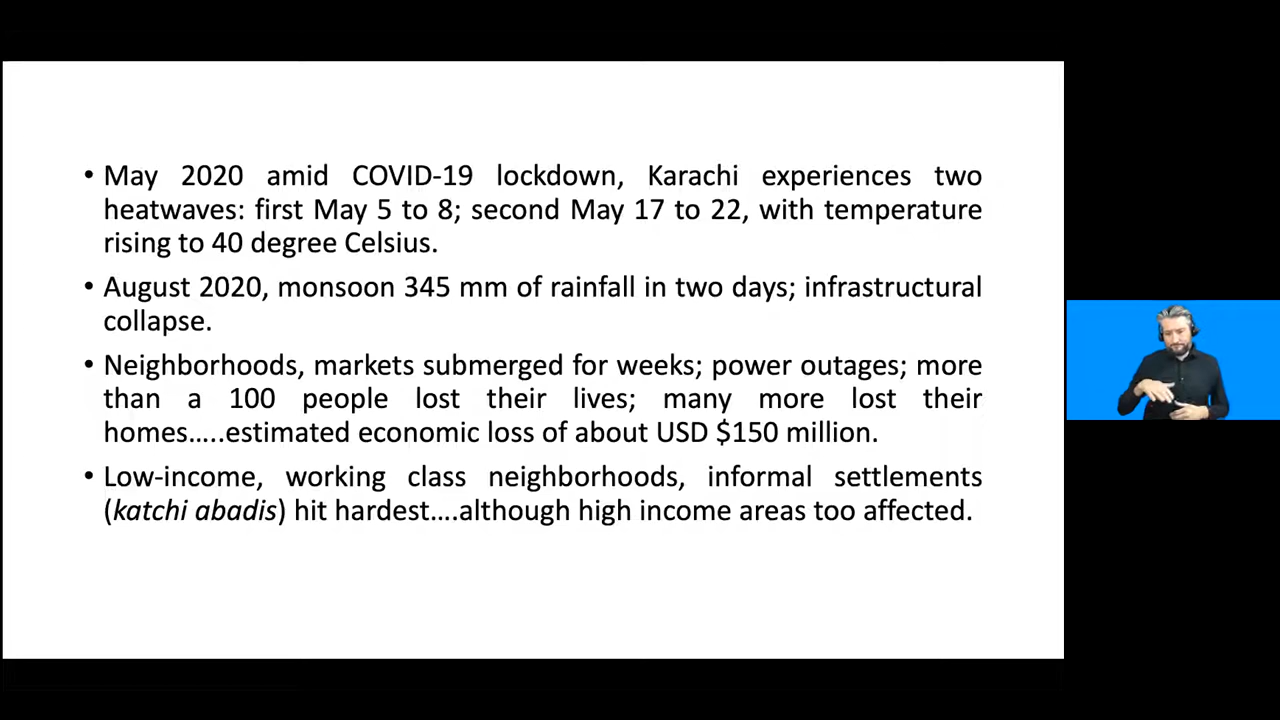 • May 2020 amid COVID-19 lockdown, Karachi experiences two
heatwaves: first May 5 to 8; second May 17 to 22, with temperature
rising to 40 degree Celsius.
• August 2020, monsoon 345 mm of rainfall in two days; infrastructural
collapse.
• Neighborhoods, markets submerged for weeks; power outages; more
than a 100 people lost their lives; many more lost their
homes…..estimated economic loss of about USD $150 million.
• Low-income, working class neighborhoods, informal settlements
(katchi abadis) hit hardest….although high income areas too affected.